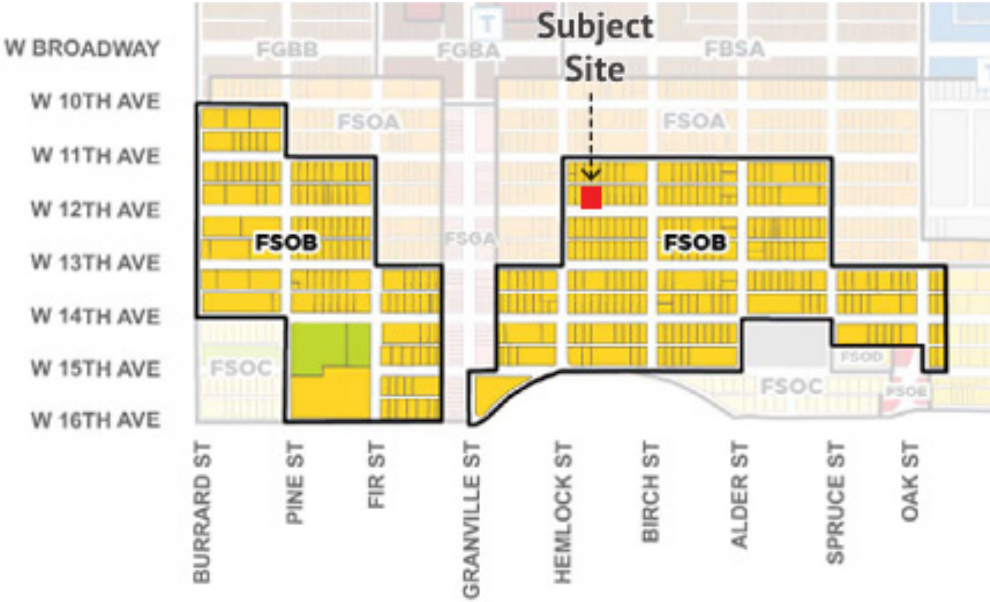 Subject
Site
T
W BROADWAY
FGBB
FGBA
FBSA
W 10TH AVE
FSOA
FSOA
W 11TH AVE
W 12TH AVE
FSOB
FSGA
FSOB
W 13TH AVE
W 14TH AVE
W 15TH AVE
FSOC
FSOD
FSOC
FSOE
W 16TH AVE
BURRARD ST
PINE ST
FIR ST
GRANVILLE ST
HEMLOCK ST
BIRCH ST
ALDER ST
SPRUCE ST
OAK ST